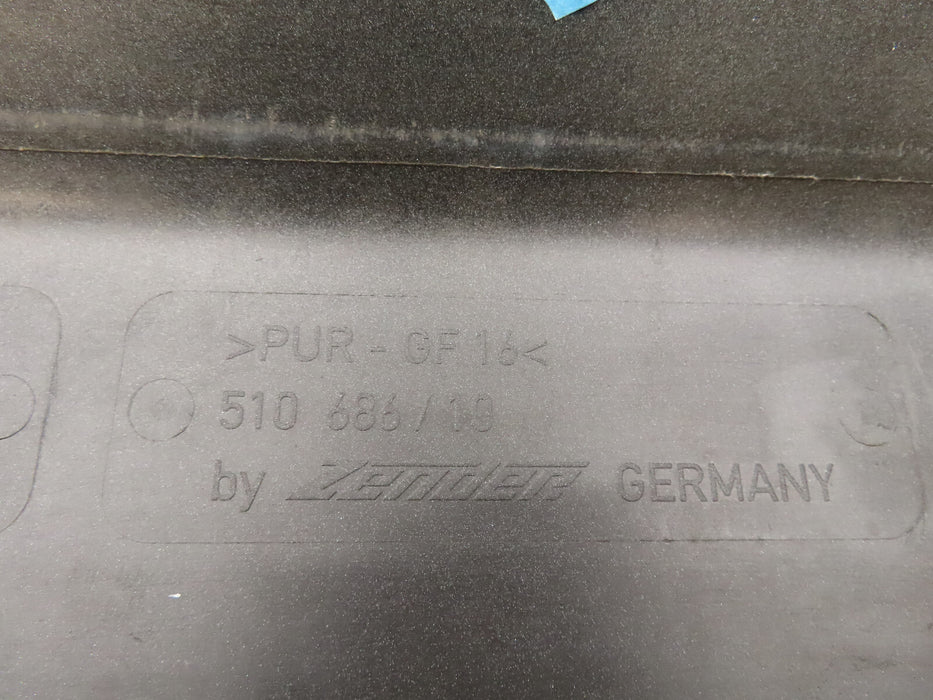 >PUR - GF 16<
510 686 / 10
by Zender GERMANY